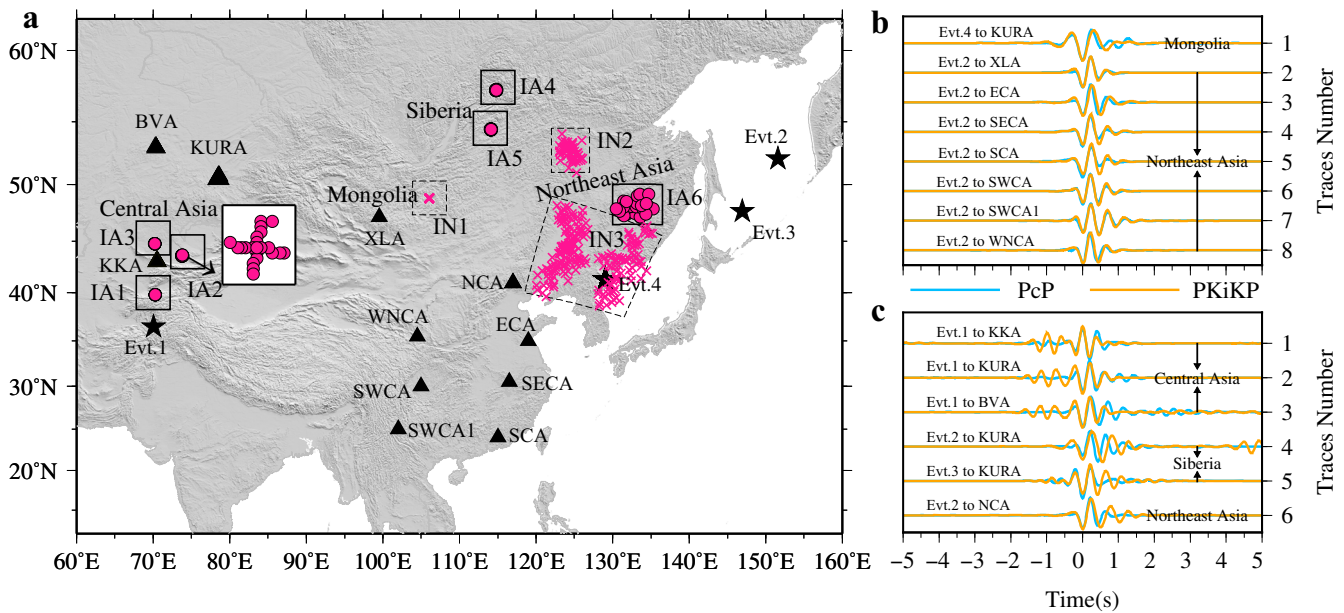 a
60°N
50°N
40°N
30°N
20°N
60°E
70°E
80°E
90°E
100°E
110°E
120°E
130°E
140°E
150°E
160°E
BVA
KURA
Central Asia
IA3
KKA
IA2
IA1
Evt.1
Siberia
IA4
IA5
IN2
Northeast Asia
IA6
Mongolia
IN1
XLA
IN3
NCA
Evt.4
Evt.2
Evt.3
WNCA
ECA
SWCA
SECA
SWCA1
SCA
b
Evt.4 to KURA
Mongolia
1
Evt.2 to XLA
2
Evt.2 to ECA
3
Evt.2 to SECA
4
Evt.2 to SCA
Northeast Asia
5
Evt.2 to SWCA
6
Evt.2 to SWCA1
7
Evt.2 to WNCA
8
Traces Number
PcP
PKiKP
c
Evt.1 to KKA
1
Evt.1 to KURA
Central Asia
2
Evt.1 to BVA
3
Evt.2 to KURA
4
Siberia
Evt.3 to KURA
5
Evt.2 to NCA
Northeast Asia
6
Traces Number
−5 −4 −3 −2 −1 0 1 2 3 4 5
Time(s)